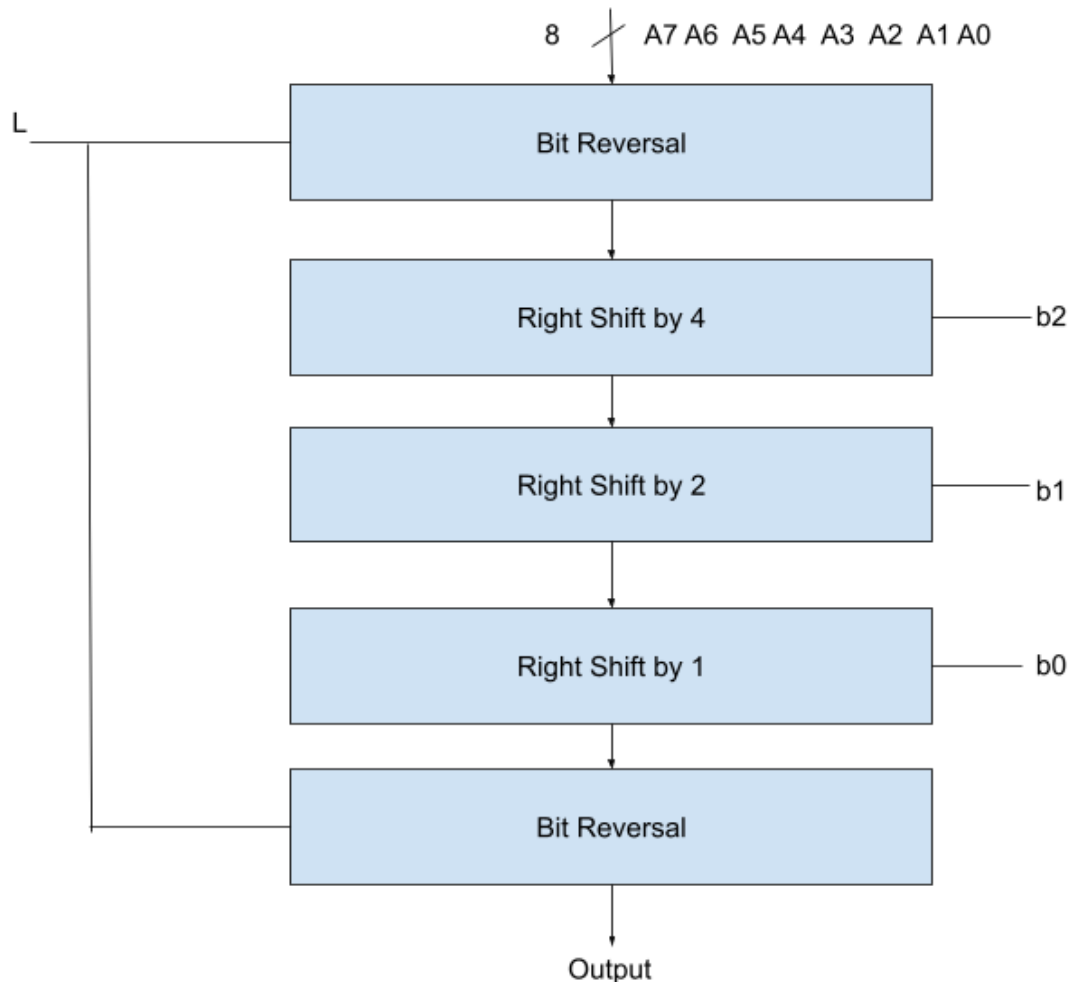 8 A7 A6 A5 A4 A3 A2 A1 A0
L
Bit Reversal
Right Shift by 4
b2
Right Shift by 2
b1
Right Shift by 1
b0
Bit Reversal
Output